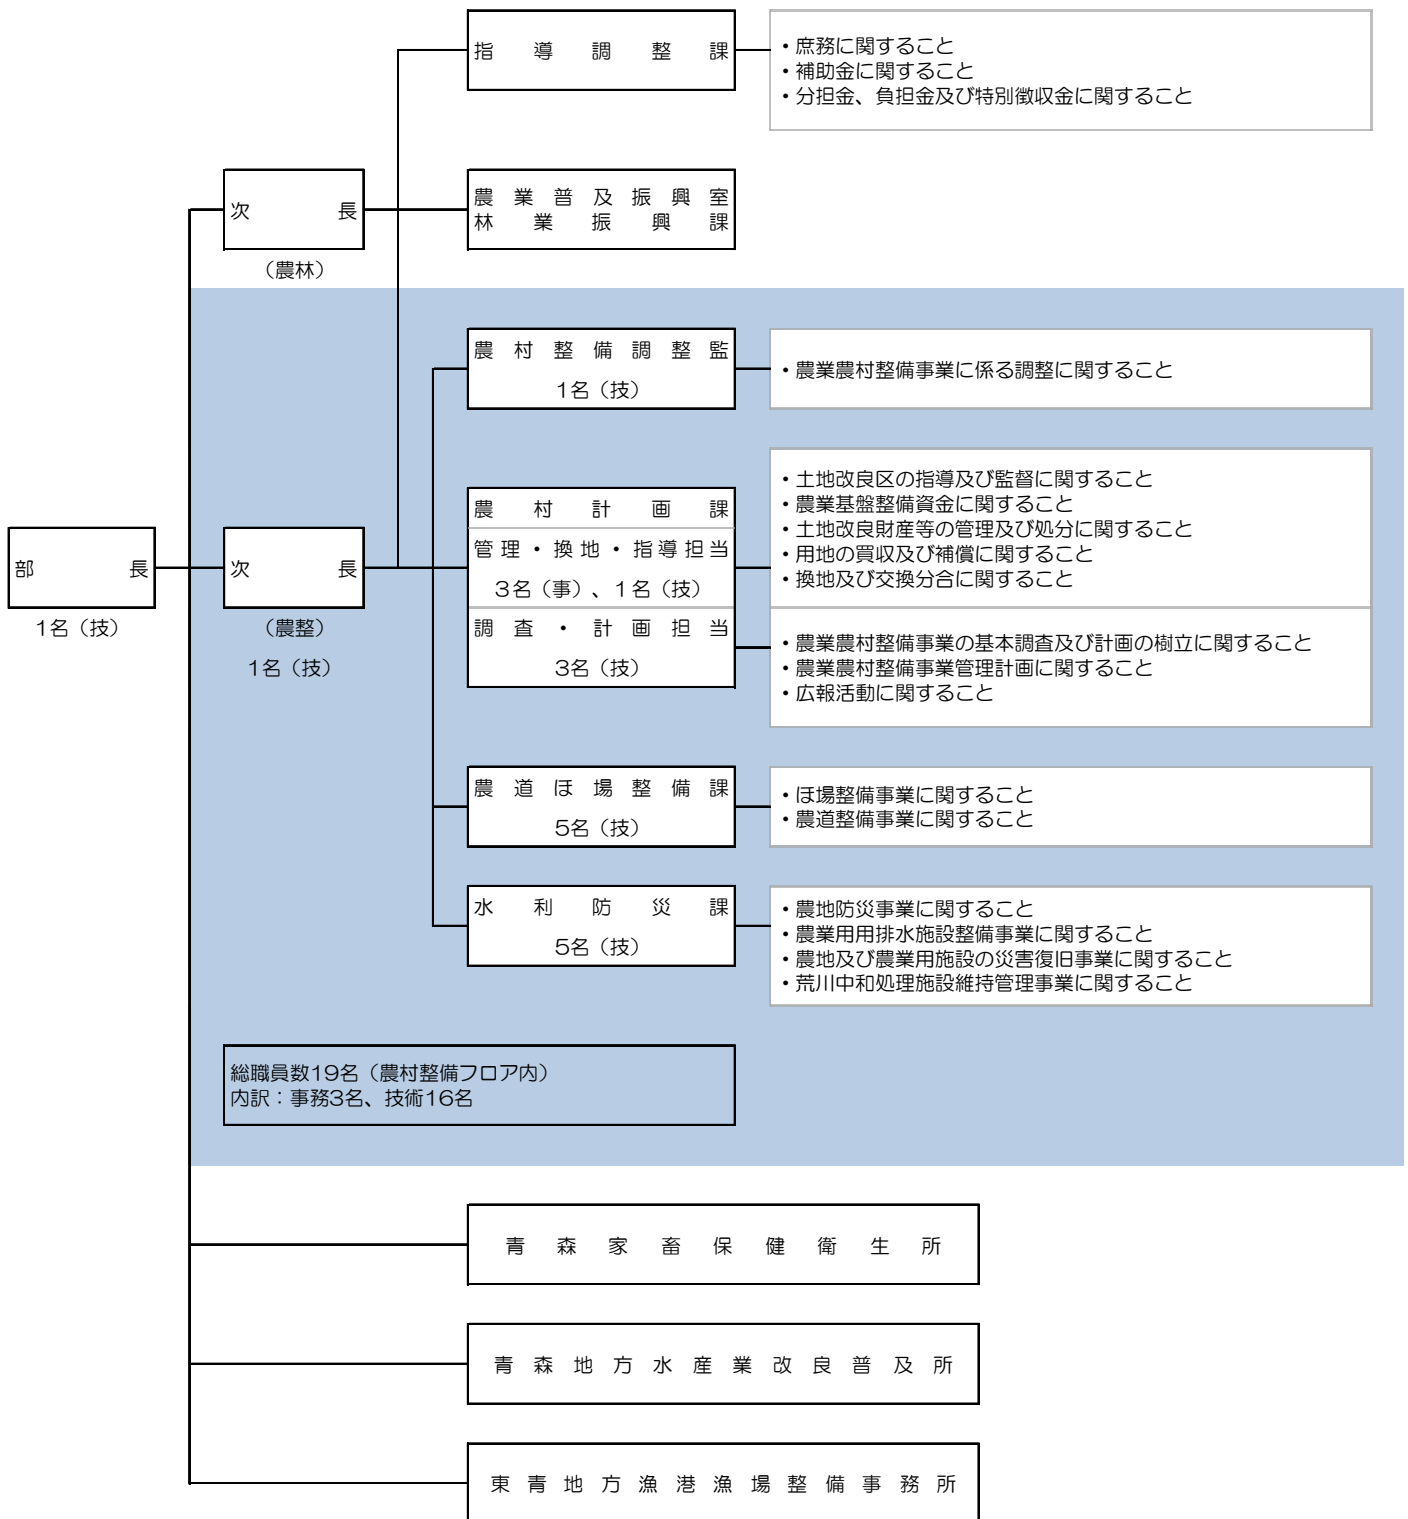 指導調整課
・庶務に関すること
・補助金に関すること
・分担金、負担金及び特別徴収金に関すること
次長
（農林）
農業普及振興室
林業振興課
農村整備調整監
1名（技）
・農業農村整備事業に係る調整に関すること
部長
1名（技）
次長
（農整）
1名（技）
農村計画課
管理・換地・指導担当
3名（事）、1名（技）
・土地改良区の指導及び監督に関すること
・農業基盤整備資金に関すること
・土地改良財産等の管理及び処分に関すること
・用地の買収及び補償に関すること
・換地及び交換分合に関すること
調査・計画担当
3名（技）
・農業農村整備事業の基本調査及び計画の樹立に関すること
・農業農村整備事業管理計画に関すること
・広報活動に関すること
農道ほ場整備課
5名（技）
・ほ場整備事業に関すること
・農道整備事業に関すること
水利防災課
5名（技）
・農地防災事業に関すること
・農業用用排水施設整備事業に関すること
・農地及び農業用施設の災害復旧事業に関すること
・荒川中和処理施設維持管理事業に関すること
総職員数19名（農村整備フロア内）
内訳：事務3名、技術16名
青森家畜保健衛生所
青森地方水産業改良普及所
東青地方漁港漁場整備事務所